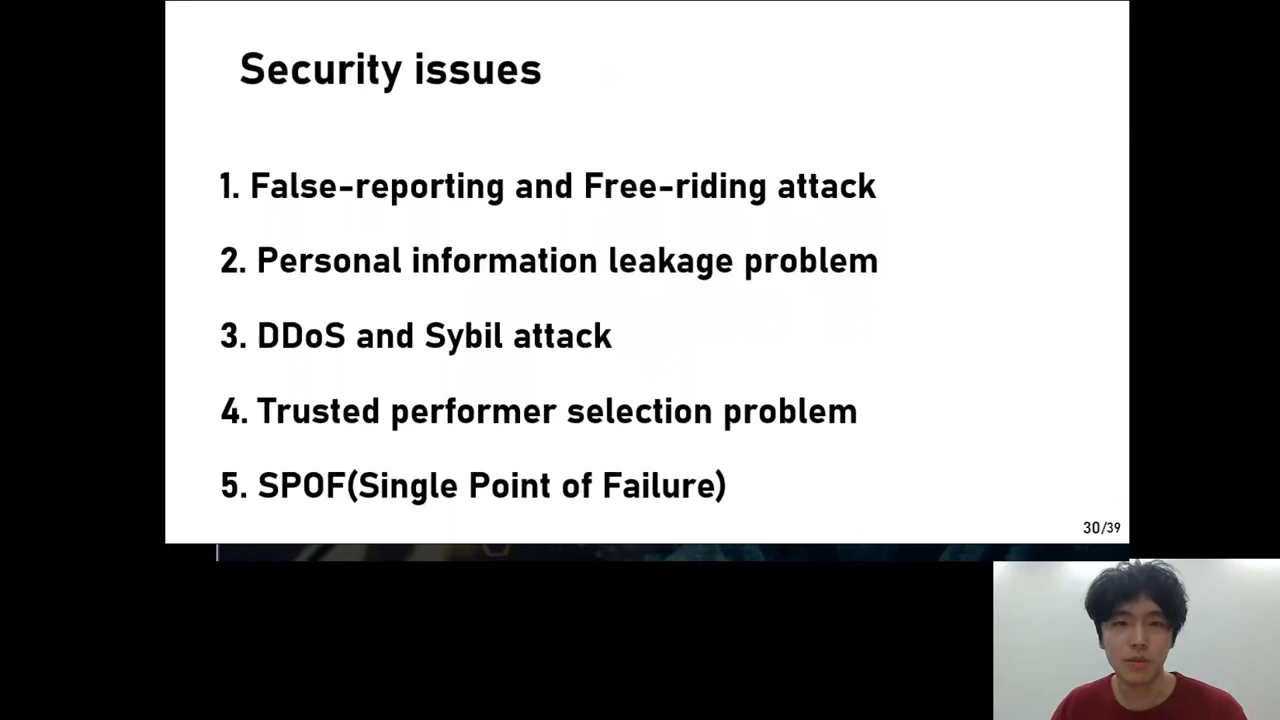 Security issues
1. False-reporting and Free-riding attack
2. Personal information leakage problem
3. DDoS and Sybil attack
4. Trusted performer selection problem
5. SPOF(Single Point of Failure)
30/39